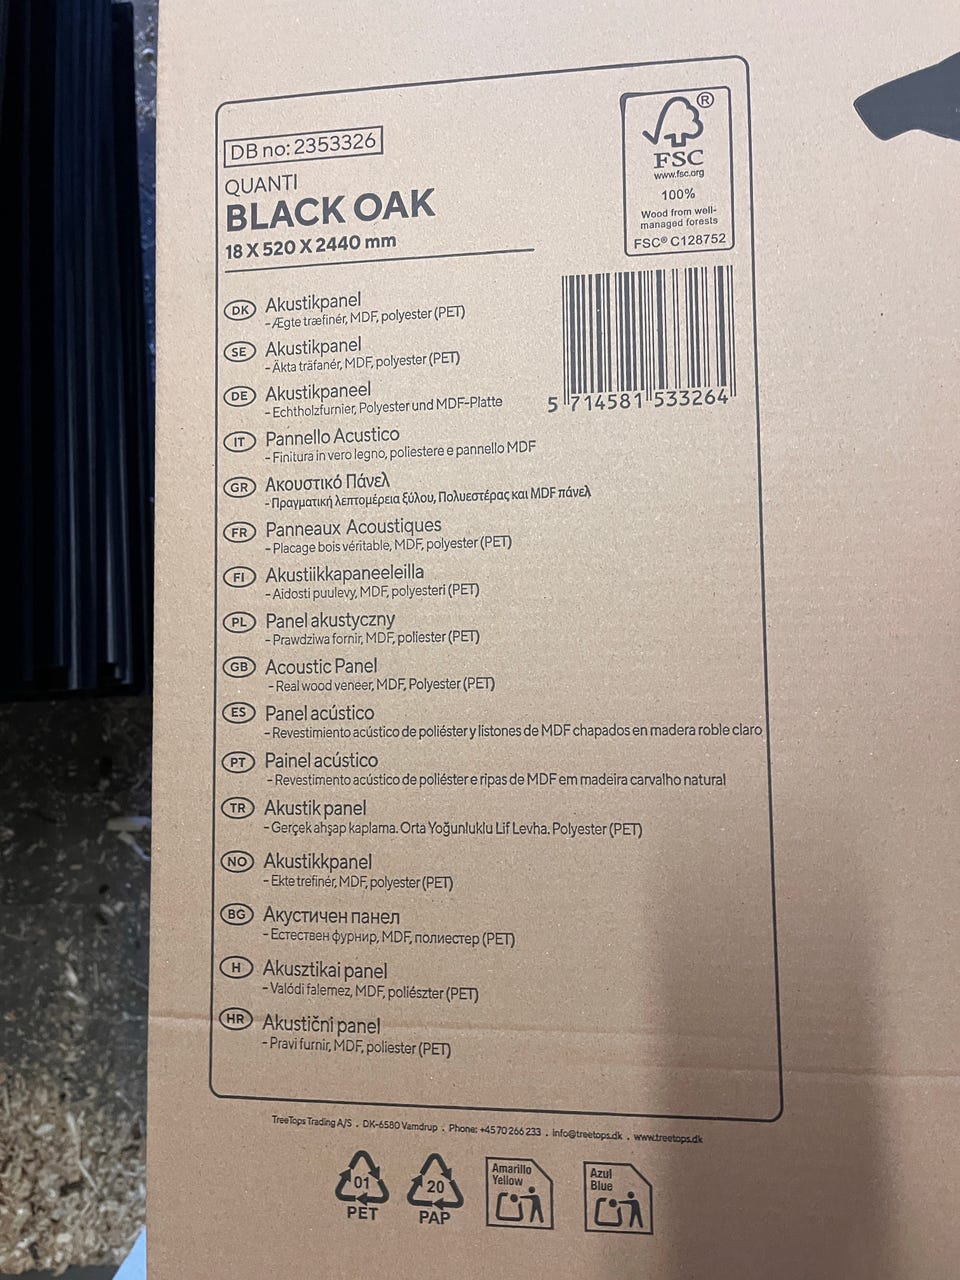 DB no: 2353326
QUANTI
BLACK OAK
18 X 520 X 2440 mm
®
FSC
www.fsc.org
100%
Wood from well-
managed forests
FSC® C128752
5 714581 533264
DK Akustikpanel
- Ægte træfinér, MDF, polyester (PET)
SE Akustikpanel
- Äkta träfanér, MDF, polyester (PET)
DE Akustikpaneel
- Echtholzfurnier, Polyester und MDF-Platte
IT Pannello Acustico
- Finitura in vero legno, poliestere e pannello MDF
GR Ακουστικό Πάνελ
- Πραγματική λεπτομέρεια ξύλου, Πολυεστέρας και MDF πάνελ
FR Panneaux Acoustiques
- Placage bois véritable, MDF, polyester (PET)
FI Akustiikkapaneeleilla
- Aidosti puulevy, MDF, polyesteri (PET)
PL Panel akustyczny
- Prawdziwa fornir, MDF, poliester (PET)
GB Acoustic Panel
- Real wood veneer, MDF, Polyester (PET)
ES Panel acústico
- Revestimiento acústico de poliéster y listones de MDF chapados en madera roble claro
PT Painel acústico
- Revestimento acústico de poliéster e ripas de MDF em madeira carvalho natural
TR Akustik panel
- Gerçek ahşap kaplama. Orta Yoğunluklu Lif Levha. Polyester (PET)
NO Akustikkpanel
- Ekte trefinér, MDF, polyester (PET)
BG Акустичен панел
- Естествен фурнир, MDF, полиестер (PET)
H Akusztikai panel
- Valódi falemez, MDF, poliészter (PET)
HR Akustični panel
- Pravi furnir, MDF, poliester (PET)
TreeTops Trading A/S . DK-6580 Vamdrup . Phone: +45 70 266 233 . info@treetops.dk . www.treetops.dk
01
PET
20
PAP
Amarillo
Yellow
Azul
Blue